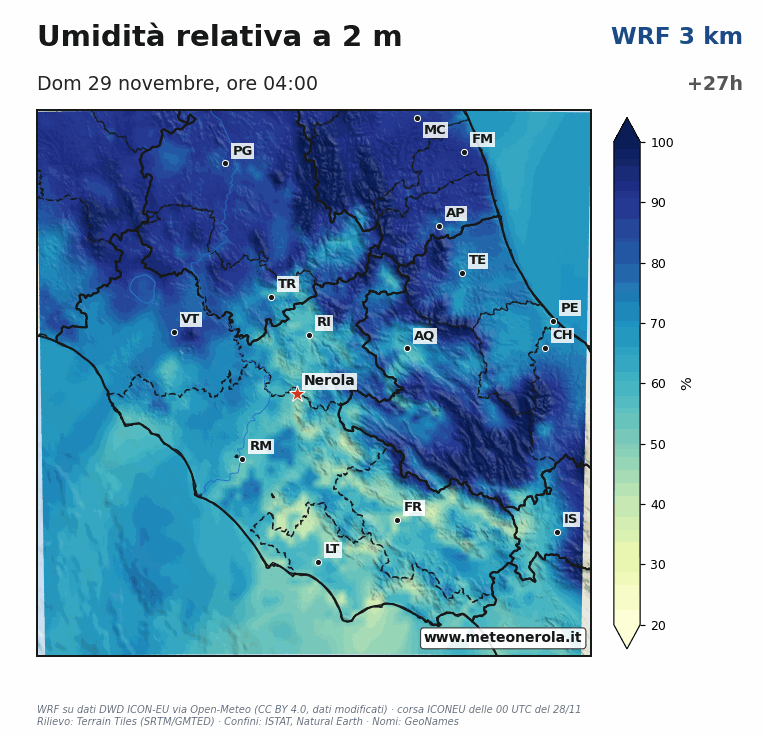 Umidità relativa a 2 m
WRF 3 km
Dom 29 novembre, ore 04:00
+27h
MC
FM
PG
AP
TE
TR
PE
VT
RI
AQ
CH
Nerola
RM
FR
IS
LT
www.meteonerola.it
100
90
80
70
60
50
40
30
20
%
WRF su dati DWD ICON-EU via Open-Meteo (CC BY 4.0, dati modificati) · corsa ICONEU delle 00 UTC del 28/11
Rilievo: Terrain Tiles (SRTM/GMTED) · Confini: ISTAT, Natural Earth · Nomi: GeoNames